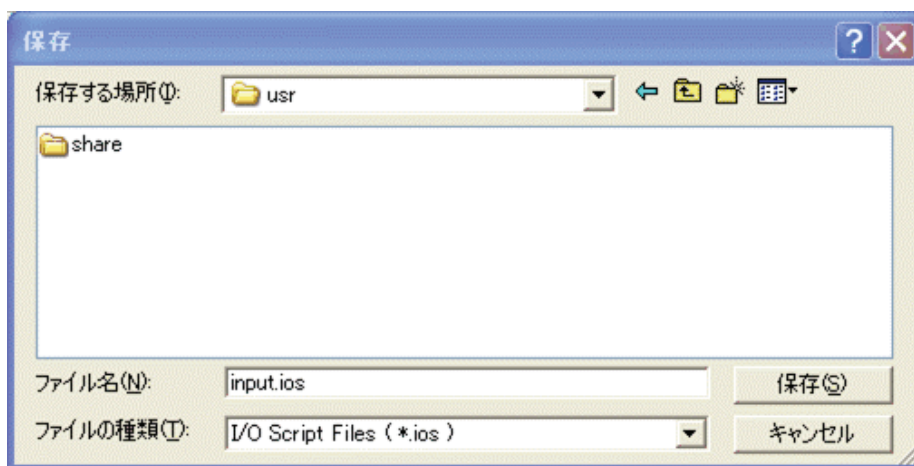 保存
保存する場所(I): usr
share
ファイル名(N): input.ios 保存(S)
ファイルの種類(T): I/O Script Files ( *.ios ) キャンセル